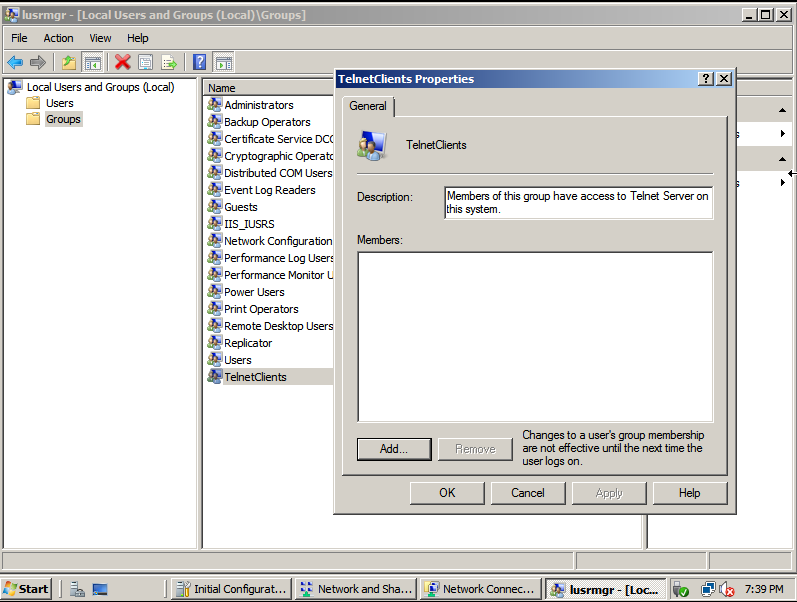 lusrmgr - [Local Users and Groups (Local)\Groups]
File Action View Help
Local Users and Groups (Local)
Users
Groups
Name
Administrators
Backup Operators
Certificate Service DCO
Cryptographic Operato
Distributed COM Users
Event Log Readers
Guests
IIS_IUSRS
Network Configuration
Performance Log Users
Performance Monitor U
Power Users
Print Operators
Remote Desktop Users
Replicator
Users
TelnetClients
TelnetClients Properties
General
TelnetClients
Description:
Members of this group have access to Telnet Server on
this system.
Members:
Add...
Remove
Changes to a user's group membership
are not effective until the next time the
user logs on.
OK
Cancel
Apply
Help
s
s
Start
Initial Configurat...
Network and Sha...
Network Connec...
lusrmgr - [Loc...
7:39 PM